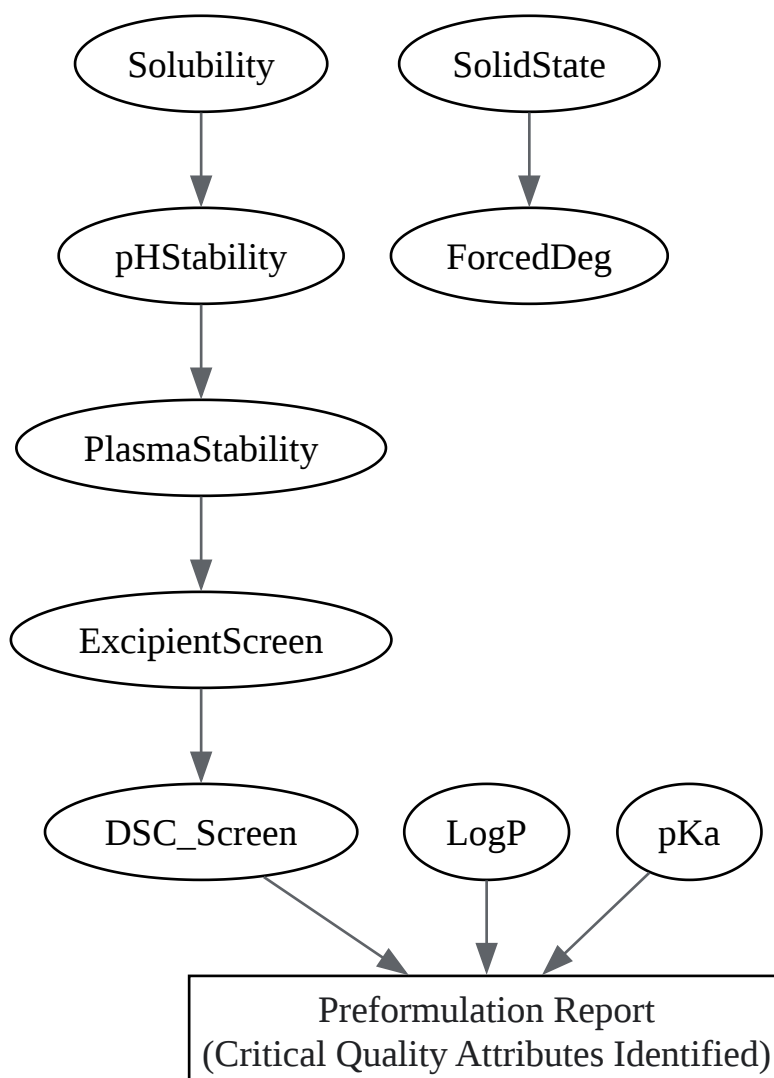 Solubility
SolidState
pHStability
ForcedDeg
PlasmaStability
ExcipientScreen
DSC_Screen
LogP
pKa
Preformulation Report
(Critical Quality Attributes Identified)